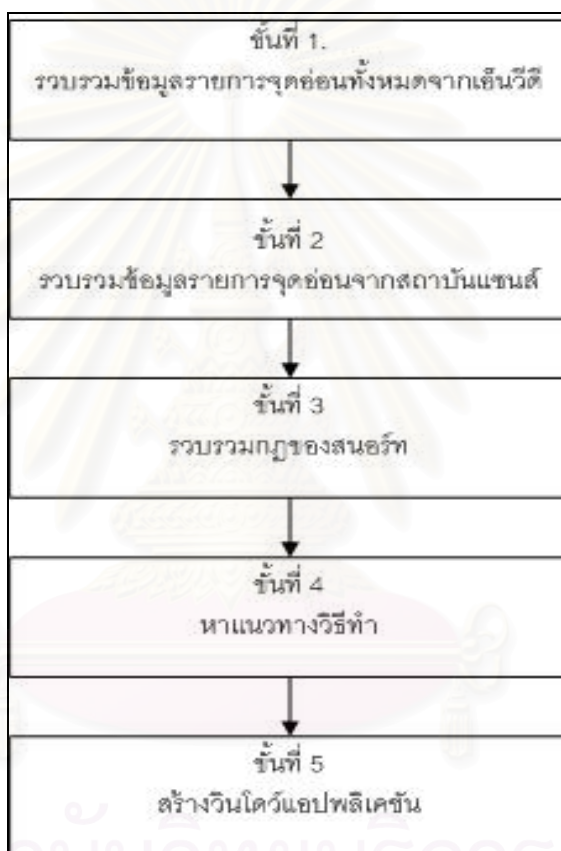 ขั้นที่ 1.
รวบรวมข้อมูลรายการจุดอ่อนทั้งหมดจากเอ็นวีดี
ขั้นที่ 2
รวบรวมข้อมูลรายการจุดอ่อนจากสถาบันแซนส์
ขั้นที่ 3
รวบรวมกฎของสนอร์ท
ขั้นที่ 4
หาแนวทางวิธีทำ
ขั้นที่ 5
สร้างวินโดว์แอปพลิเคชัน